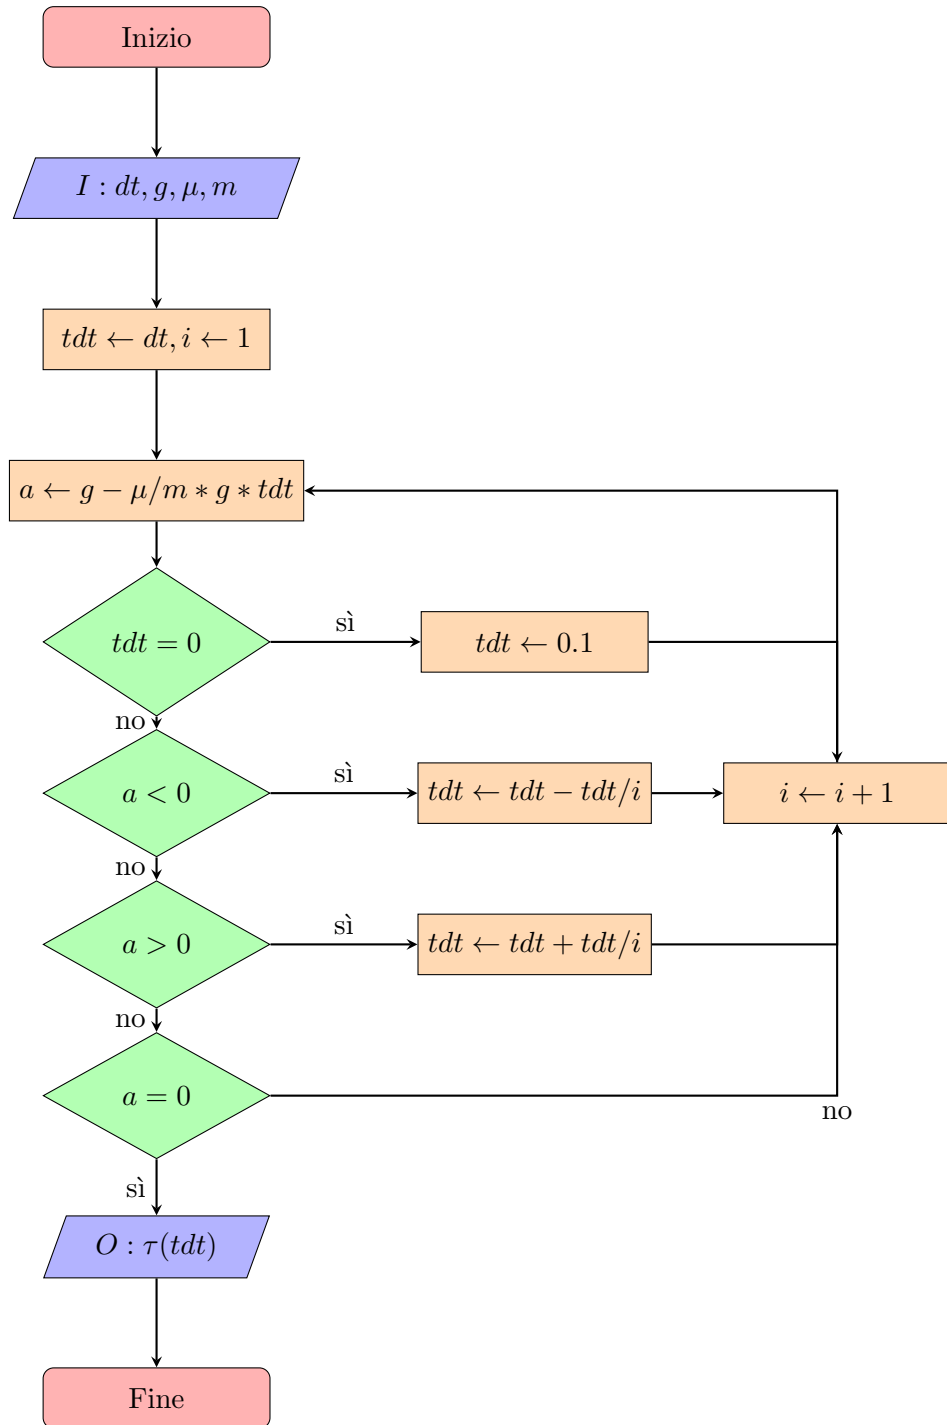 Inizio
I : dt, g, μ, m
tdt ← dt, i ← 1
a ← g − μ/m ∗ g ∗ tdt
tdt = 0
sì
tdt ← 0.1
no
a < 0
sì
tdt ← tdt − tdt/i
i ← i + 1
no
a > 0
sì
tdt ← tdt + tdt/i
no
a = 0
no
sì
O : τ(tdt)
Fine